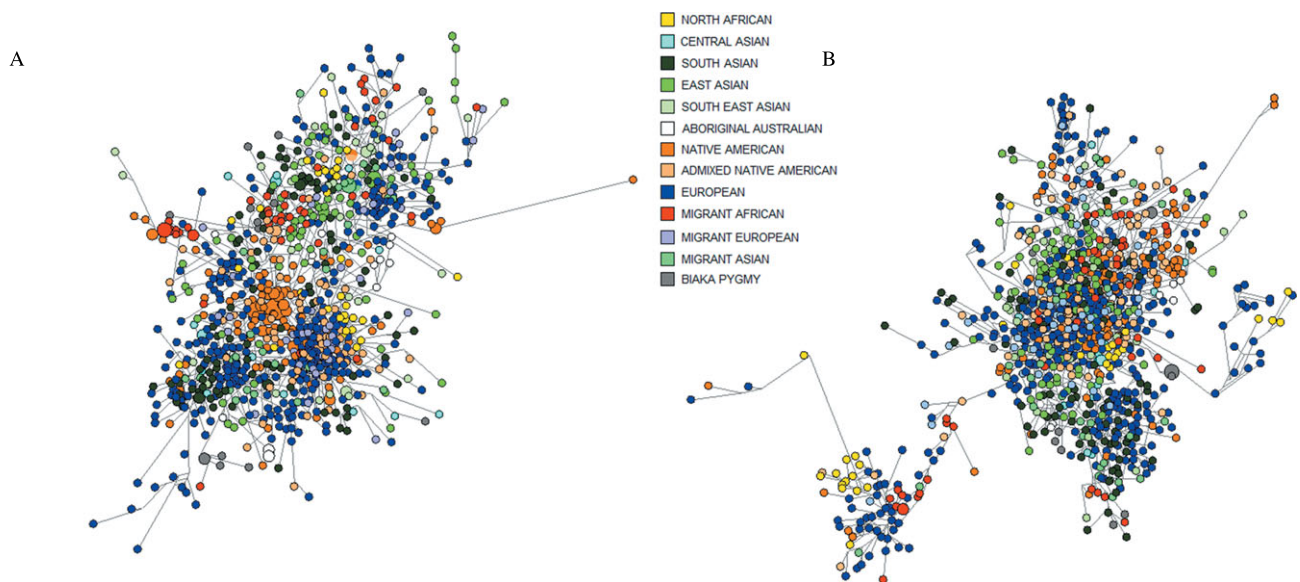 A
NORTH AFRICAN
CENTRAL ASIAN
SOUTH ASIAN
EAST ASIAN
SOUTH EAST ASIAN
ABORIGINAL AUSTRALIAN
NATIVE AMERICAN
ADMIXED NATIVE AMERICAN
EUROPEAN
MIGRANT AFRICAN
MIGRANT EUROPEAN
MIGRANT ASIAN
BIAKA PYGMY
B